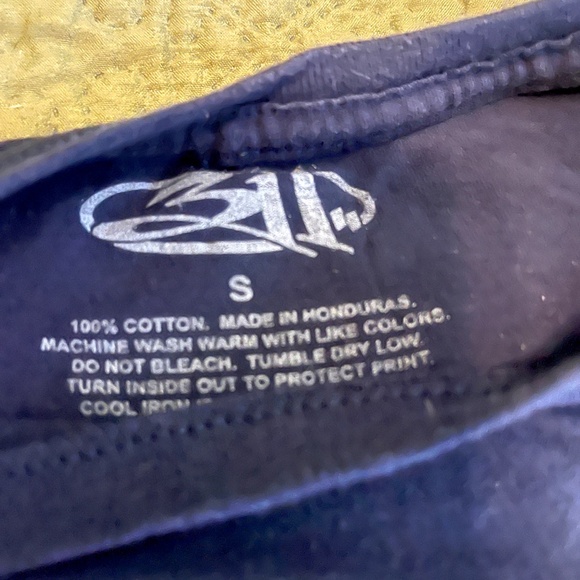 311
S
100% COTTON. MADE IN HONDURAS.
MACHINE WASH WARM WITH LIKE COLORS.
DO NOT BLEACH. TUMBLE DRY LOW.
TURN INSIDE OUT TO PROTECT PRINT.
COOL IRON